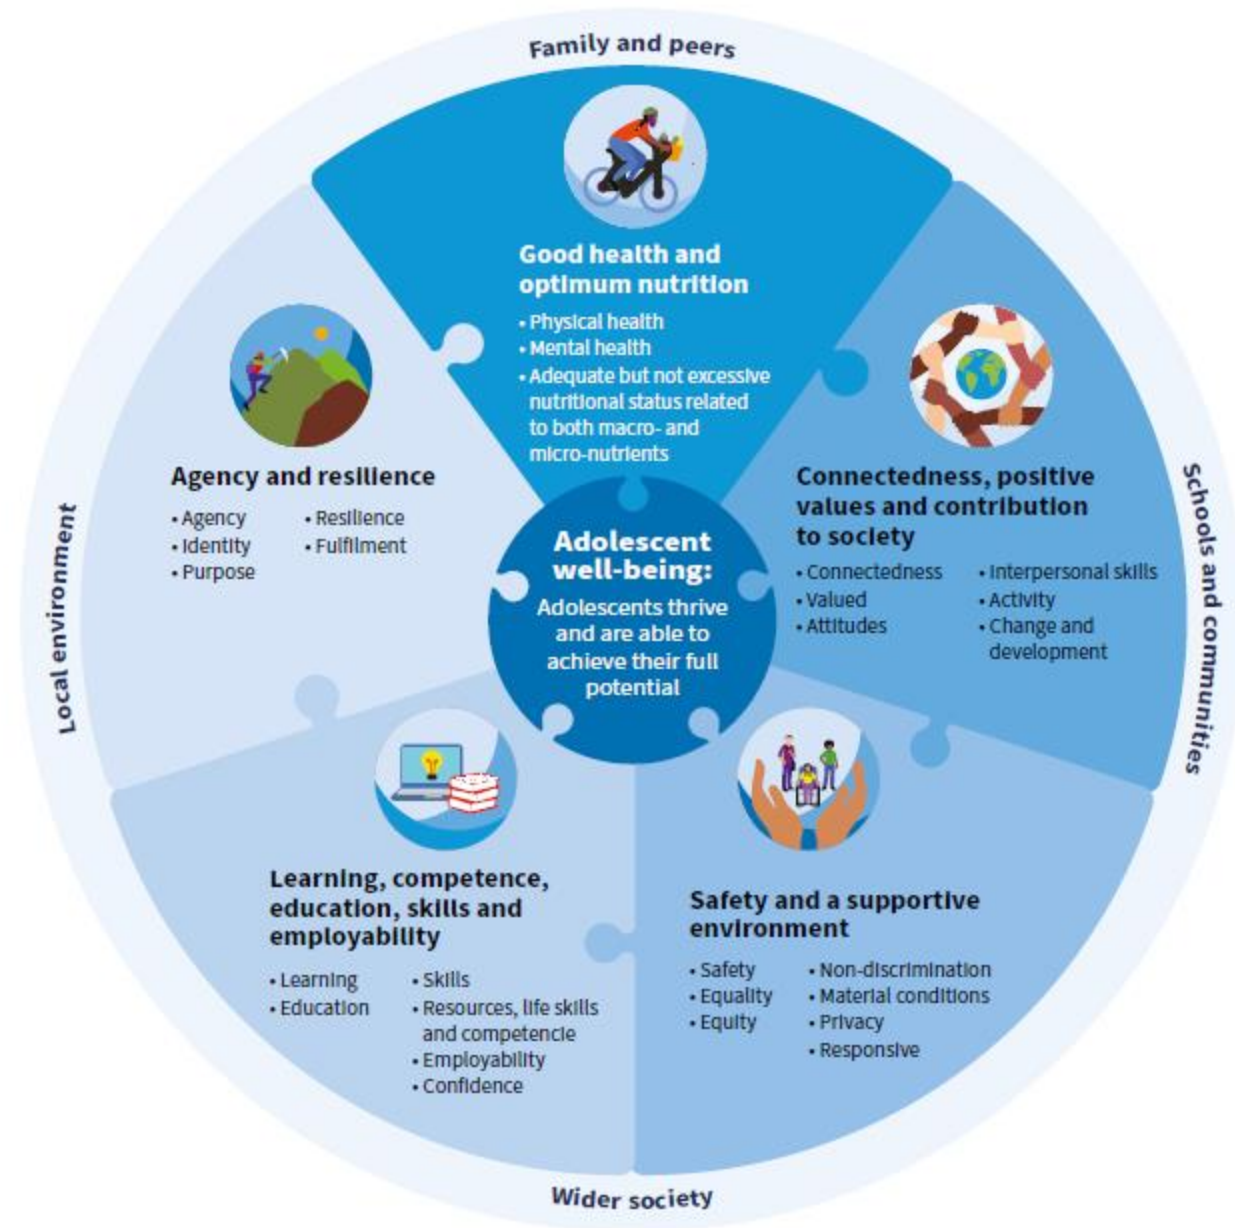 Family and peers
Good health and
optimum nutrition
• Physical health
• Mental health
• Adequate but not excessive
nutritional status related
to both macro- and
micro-nutrients
Connectedness, positive
values and contribution
to society
• Connectedness
• Valued
• Attitudes
• Interpersonal skills
• Activity
• Change and
development
Schools and communities
Agency and resilience
• Agency
• Identity
• Purpose
• Resilience
• Fulfilment
Local environment
Adolescent
well-being:
Adolescents thrive
and are able to
achieve their full
potential
Learning, competence,
education, skills and
employability
• Learning
• Education
• Skills
• Resources, life skills
and competencie
• Employability
• Confidence
Safety and a supportive
environment
• Safety
• Equality
• Equity
• Non-discrimination
• Material conditions
• Privacy
• Responsive
Wider society